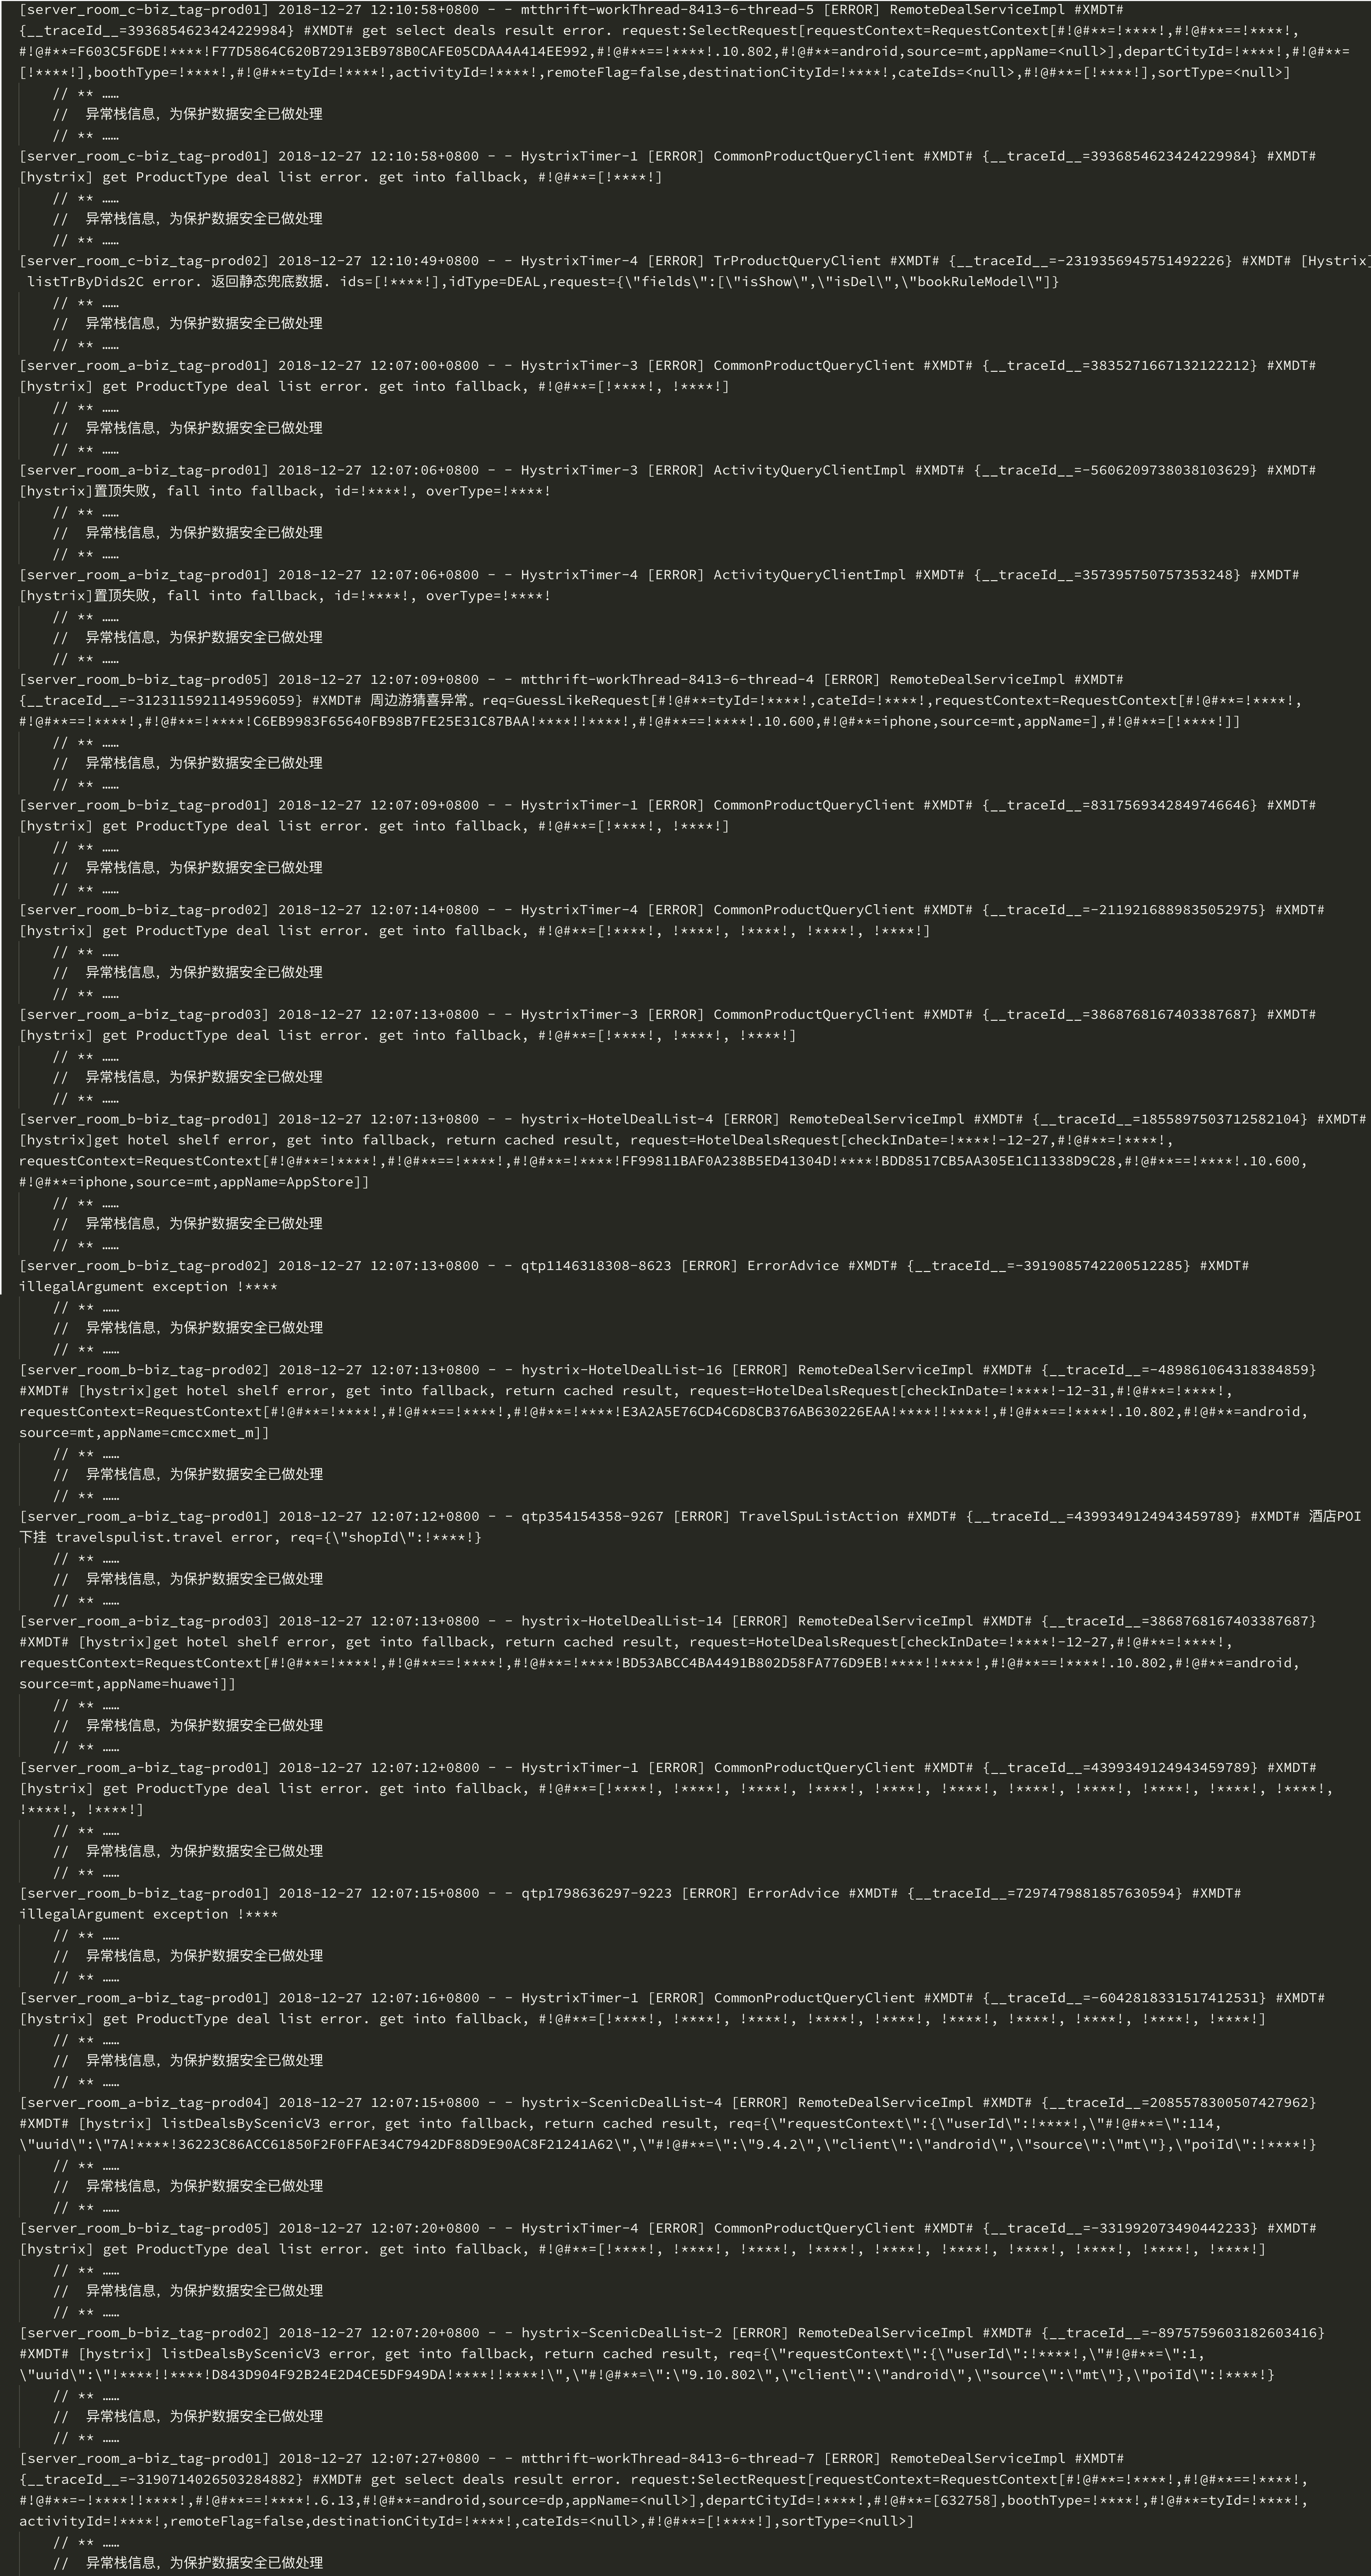 [server_room_c-biz_tag-prod01] 2018-12-27 12:10:58+0800 - - mtthrift-workThread-8413-6-thread-5 [ERROR] RemoteDealServiceImpl #XMDT#
{__traceId__=3936854623424229984} #XMDT# get select deals result error. request:SelectRequest[requestContext=RequestContext[#!@#**=!****!,#!@#**==!****!,
#!@#**=F603C5F6DE!****!F77D5864C620B72913EB978B0CAFE05CDAA4A414EE992,#!@#**==!****!.10.802,#!@#**=android,source=mt,appName=<null>],departCityId=!****!,#!@#**=
[!****!],boothType=!****!,#!@#**=tyId=!****!,activityId=!****!,remoteFlag=false,destinationCityId=!****!,cateIds=<null>,#!@#**=[!****!],sortType=<null>]
// ** ……
//  异常栈信息，为保护数据安全已做处理
// ** ……
[server_room_c-biz_tag-prod01] 2018-12-27 12:10:58+0800 - - HystrixTimer-1 [ERROR] CommonProductQueryClient #XMDT# {__traceId__=3936854623424229984} #XMDT#
[hystrix] get ProductType deal list error. get into fallback, #!@#**=[!****!]
// ** ……
//  异常栈信息，为保护数据安全已做处理
// ** ……
[server_room_c-biz_tag-prod02] 2018-12-27 12:10:49+0800 - - HystrixTimer-4 [ERROR] TrProductQueryClient #XMDT# {__traceId__=-2319356945751492226} #XMDT# [Hystrix]
listTrByDids2C error. 返回静态兜底数据. ids=[!****!],idType=DEAL,request={\"fields\":[\"isShow\",\"isDel\",\"bookRuleModel\"]}
// ** ……
//  异常栈信息，为保护数据安全已做处理
// ** ……
[server_room_a-biz_tag-prod01] 2018-12-27 12:07:00+0800 - - HystrixTimer-3 [ERROR] CommonProductQueryClient #XMDT# {__traceId__=3835271667132122212} #XMDT#
[hystrix] get ProductType deal list error. get into fallback, #!@#**=[!****!, !****!]
// ** ……
//  异常栈信息，为保护数据安全已做处理
// ** ……
[server_room_a-biz_tag-prod01] 2018-12-27 12:07:06+0800 - - HystrixTimer-3 [ERROR] ActivityQueryClientImpl #XMDT# {__traceId__=-5606209738038103629} #XMDT#
[hystrix]置顶失败, fall into fallback, id=!****!, overType=!****!
// ** ……
//  异常栈信息，为保护数据安全已做处理
// ** ……
[server_room_a-biz_tag-prod01] 2018-12-27 12:07:06+0800 - - HystrixTimer-4 [ERROR] ActivityQueryClientImpl #XMDT# {__traceId__=357395750757353248} #XMDT#
[hystrix]置顶失败, fall into fallback, id=!****!, overType=!****!
// ** ……
//  异常栈信息，为保护数据安全已做处理
// ** ……
[server_room_b-biz_tag-prod05] 2018-12-27 12:07:09+0800 - - mtthrift-workThread-8413-6-thread-4 [ERROR] RemoteDealServiceImpl #XMDT#
{__traceId__=-31231159211​49596059} #XMDT# 周边游猜喜异常。req=GuessLikeRequest[#!@#**=tyId=!****!,cateId=!****!,requestContext=RequestContext[#!@#**=!****!,
#!@#**==!****!,#!@#**=!****!C6EB9983F65640FB98B7FE25E31C87BAA!****!!****!,#!@#**==!****!.10.600,#!@#**=iphone,source=mt,appName=],#!@#**=[!****!]]
// ** ……
//  异常栈信息，为保护数据安全已做处理
// ** ……
[server_room_b-biz_tag-prod01] 2018-12-27 12:07:09+0800 - - HystrixTimer-1 [ERROR] CommonProductQueryClient #XMDT# {__traceId__=8317569342849746646} #XMDT#
[hystrix] get ProductType deal list error. get into fallback, #!@#**=[!****!, !****!]
// ** ……
//  异常栈信息，为保护数据安全已做处理
// ** ……
[server_room_b-biz_tag-prod02] 2018-12-27 12:07:14+0800 - - HystrixTimer-4 [ERROR] CommonProductQueryClient #XMDT# {__traceId__=-2119216889835052975} #XMDT#
[hystrix] get ProductType deal list error. get into fallback, #!@#**=[!****!, !****!, !****!, !****!, !****!]
// ** ……
//  异常栈信息，为保护数据安全已做处理
// ** ……
[server_room_a-biz_tag-prod03] 2018-12-27 12:07:13+0800 - - HystrixTimer-3 [ERROR] CommonProductQueryClient #XMDT# {__traceId__=3868768167403387687} #XMDT#
[hystrix] get ProductType deal list error. get into fallback, #!@#**=[!****!, !****!, !****!]
// ** ……
//  异常栈信息，为保护数据安全已做处理
// ** ……
[server_room_b-biz_tag-prod01] 2018-12-27 12:07:13+0800 - - hystrix-HotelDealList-4 [ERROR] RemoteDealServiceImpl #XMDT# {__traceId__=1855897503712582104} #XMDT#
[hystrix]get hotel shelf error, get into fallback, return cached result, request=HotelDealsRequest[checkInDate=!****!-12-27,#!@#**=!****!,
requestContext=RequestContext[#!@#**=!****!,#!@#**==!****!,#!@#**=!****!FF99811BAF0A238B5ED41304D!****!BDD8517CB5AA305E1C11338D9C28,#!@#**==!****!.10.600,
#!@#**=iphone,source=mt,appName=AppStore]]
// ** ……
//  异常栈信息，为保护数据安全已做处理
// ** ……
[server_room_b-biz_tag-prod02] 2018-12-27 12:07:13+0800 - - qtp1146318308-8623 [ERROR] ErrorAdvice #XMDT# {__traceId__=-3919085742200512285} #XMDT#
illegalArgument exception !****
// ** ……
//  异常栈信息，为保护数据安全已做处理
// ** ……
[server_room_b-biz_tag-prod02] 2018-12-27 12:07:13+0800 - - hystrix-HotelDealList-16 [ERROR] RemoteDealServiceImpl #XMDT# {__traceId__=-489861064318384859}
#XMDT# [hystrix]get hotel shelf error, get into fallback, return cached result, request=HotelDealsRequest[checkInDate=!****!-12-31,#!@#**=!****!,
requestContext=RequestContext[#!@#**=!****!,#!@#**==!****!,#!@#**=!****!E3A2A5E76CD4C6D8CB376AB630226EAA!****!!****!,#!@#**==!****!.10.802,#!@#**=android,
source=mt,appName=cmccxmet_m]]
// ** ……
//  异常栈信息，为保护数据安全已做处理
// ** ……
[server_room_a-biz_tag-prod01] 2018-12-27 12:07:12+0800 - - qtp354154358-9267 [ERROR] TravelSpuListAction #XMDT# {__traceId__=4399349124943459789} #XMDT# 酒店POI
下挂 travelspulist.travel error, req={\"shopId\":!****!}
// ** ……
//  异常栈信息，为保护数据安全已做处理
// ** ……
[server_room_a-biz_tag-prod03] 2018-12-27 12:07:13+0800 - - hystrix-HotelDealList-14 [ERROR] RemoteDealServiceImpl #XMDT# {__traceId__=3868768167403387687}
#XMDT# [hystrix]get hotel shelf error, get into fallback, return cached result, request=HotelDealsRequest[checkInDate=!****!-12-27,#!@#**=!****!,
requestContext=RequestContext[#!@#**=!****!,#!@#**==!****!,#!@#**=!****!BD53ABCC4BA4491B802D58FA776D9EB!****!!****!,#!@#**==!****!.10.802,#!@#**=android,
source=mt,appName=huawei]]
// ** ……
//  异常栈信息，为保护数据安全已做处理
// ** ……
[server_room_a-biz_tag-prod01] 2018-12-27 12:07:12+0800 - - HystrixTimer-1 [ERROR] CommonProductQueryClient #XMDT# {__traceId__=4399349124943459789} #XMDT#
[hystrix] get ProductType deal list error. get into fallback, #!@#**=[!****!, !****!, !****!, !****!, !****!, !****!, !****!, !****!, !****!, !****!, !****!, !****!,
!****!, !****!]
// ** ……
//  异常栈信息，为保护数据安全已做处理
// ** ……
[server_room_b-biz_tag-prod01] 2018-12-27 12:07:15+0800 - - qtp1798636297-9223 [ERROR] ErrorAdvice #XMDT# {__traceId__=7297479881857630594} #XMDT#
illegalArgument exception !****
// ** ……
//  异常栈信息，为保护数据安全已做处理
// ** ……
[server_room_a-biz_tag-prod01] 2018-12-27 12:07:16+0800 - - HystrixTimer-1 [ERROR] CommonProductQueryClient #XMDT# {__traceId__=-6042818331517412531} #XMDT#
[hystrix] get ProductType deal list error. get into fallback, #!@#**=[!****!, !****!, !****!, !****!, !****!, !****!, !****!, !****!, !****!, !****!]
// ** ……
//  异常栈信息，为保护数据安全已做处理
// ** ……
[server_room_a-biz_tag-prod04] 2018-12-27 12:07:15+0800 - - hystrix-ScenicDealList-4 [ERROR] RemoteDealServiceImpl #XMDT# {__traceId__=2085578300507427962}
#XMDT# [hystrix] listDealsByScenicV3 error，get into fallback, return cached result, req={\"requestContext\":{\"userId\":!****!,\"#!@#**=\":114,
\"uuid\":\"7A!****!36223C86ACC61850F2F0FFAE34C7942DF88D9E90AC8F21241A62\",\"#!@#**=\":\"9.4.2\",\"client\":\"android\",\"source\":\"mt\"},\"poiId\":!****!}
// ** ……
//  异常栈信息，为保护数据安全已做处理
// ** ……
[server_room_b-biz_tag-prod05] 2018-12-27 12:07:20+0800 - - HystrixTimer-4 [ERROR] CommonProductQueryClient #XMDT# {__traceId__=-331992073490442233} #XMDT#
[hystrix] get ProductType deal list error. get into fallback, #!@#**=[!****!, !****!, !****!, !****!, !****!, !****!, !****!, !****!, !****!, !****!]
// ** ……
//  异常栈信息，为保护数据安全已做处理
// ** ……
[server_room_b-biz_tag-prod02] 2018-12-27 12:07:20+0800 - - hystrix-ScenicDealList-2 [ERROR] RemoteDealServiceImpl #XMDT# {__traceId__=-8975759603182603416}
#XMDT# [hystrix] listDealsByScenicV3 error，get into fallback, return cached result, req={\"requestContext\":{\"userId\":!****!,\"#!@#**=\":1,
\"uuid\":\"!****!!****!D843D904F92B24E2D4CE5DF949DA!****!!****!\",\"#!@#**=\":\"9.10.802\",\"client\":\"android\",\"source\":\"mt\"},\"poiId\":!****!}
// ** ……
//  异常栈信息，为保护数据安全已做处理
// ** ……
[server_room_a-biz_tag-prod01] 2018-12-27 12:07:27+0800 - - mtthrift-workThread-8413-6-thread-7 [ERROR] RemoteDealServiceImpl #XMDT#
{__traceId__=-3190714026503284882} #XMDT# get select deals result error. request:SelectRequest[requestContext=RequestContext[#!@#**=!****!,#!@#**==!****!,
#!@#**=-!****!!****!,#!@#**==!****!.6.13,#!@#**=android,source=dp,appName=<null>],departCityId=!****!,#!@#**=[632758],boothType=!****!,#!@#**=tyId=!****!,
activityId=!****!,remoteFlag=false,destinationCityId=!****!,cateIds=<null>,#!@#**=[!****!],sortType=<null>]
// ** ……
//  异常栈信息，为保护数据安全已做处理